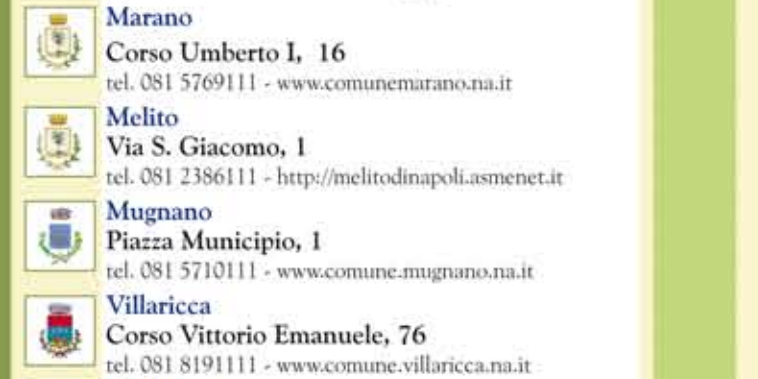 Marano
Corso Umberto I, 16
tel. 081 5769111 - www.comunemarano.na.it
Melito
Via S. Giacomo, 1
tel. 081 2386111 - http://melitodinapoli.asmenet.it
Mugnano
Piazza Municipio, 1
tel. 081 5710111 - www.comune.mugnano.na.it
Villaricca
Corso Vittorio Emanuele, 76
tel. 081 8191111 - www.comune.villaricca.na.it